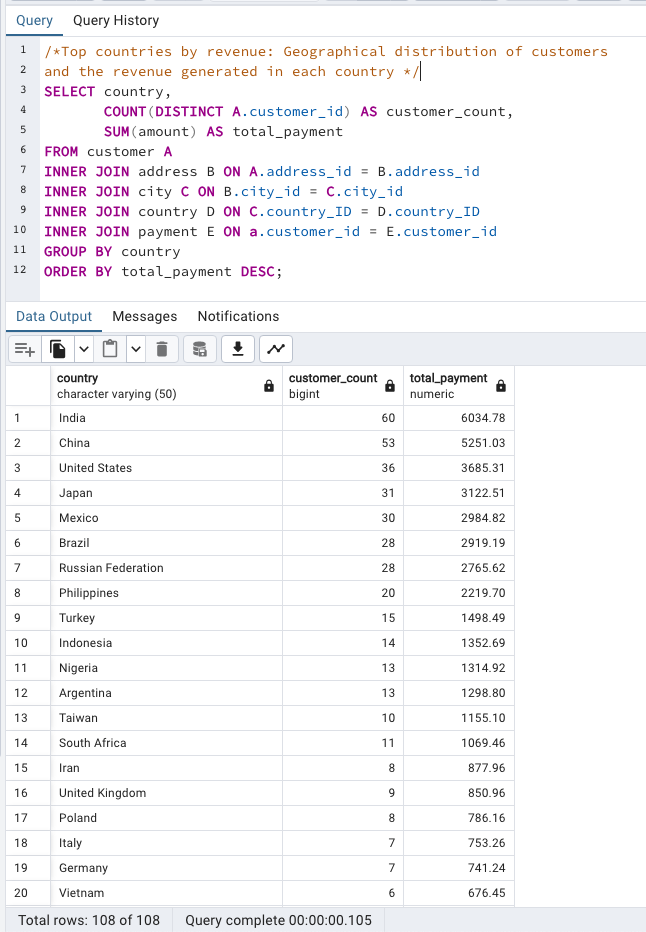 Query Query History
1 /*Top countries by revenue: Geographical distribution of customers
2 and the revenue generated in each country */
3 SELECT country,
4 COUNT(DISTINCT A.customer_id) AS customer_count,
5 SUM(amount) AS total_payment
6 FROM customer A
7 INNER JOIN address B ON A.address_id = B.address_id
8 INNER JOIN city C ON B.city_id = C.city_id
9 INNER JOIN country D ON C.country_ID = D.country_ID
10 INNER JOIN payment E ON a.customer_id = E.customer_id
11 GROUP BY country
12 ORDER BY total_payment DESC;
Data Output Messages Notifications
country customer_count total_payment
character varying (50) bigint numeric
1 India 60 6034.78
2 China 53 5251.03
3 United States 36 3685.31
4 Japan 31 3122.51
5 Mexico 30 2984.82
6 Brazil 28 2919.19
7 Russian Federation 28 2765.62
8 Philippines 20 2219.70
9 Turkey 15 1498.49
10 Indonesia 14 1352.69
11 Nigeria 13 1314.92
12 Argentina 13 1298.80
13 Taiwan 10 1155.10
14 South Africa 11 1069.46
15 Iran 8 877.96
16 United Kingdom 9 850.96
17 Poland 8 786.16
18 Italy 7 753.26
19 Germany 7 741.24
20 Vietnam 6 676.45
Total rows: 108 of 108 Query complete 00:00:00.105